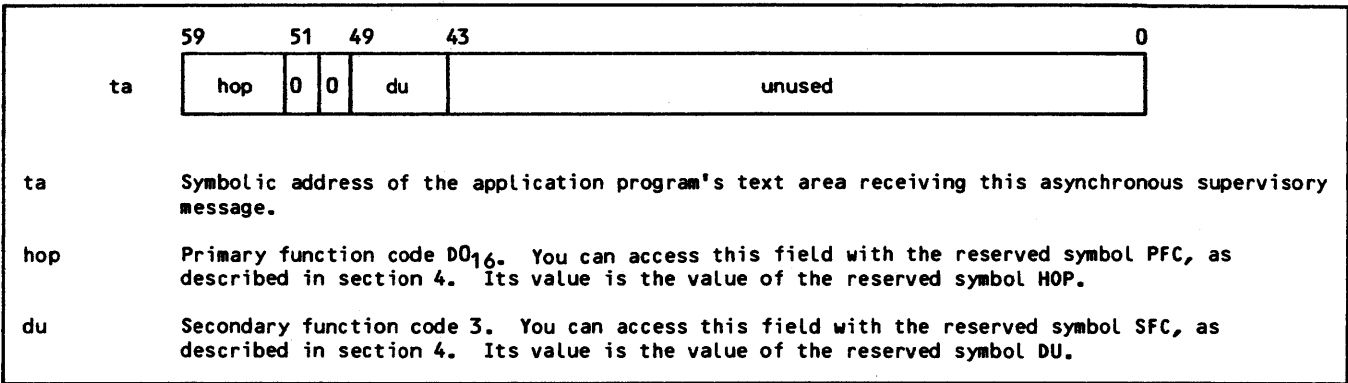 59 51 49 43 0
ta hop 0 0 du unused
ta Symbolic address of the application program's text area receiving this asynchronous supervisory
message.
hop Primary function code D016. You can access this field with the reserved symbol PFC, as
described in section 4. Its value is the value of the reserved symbol HOP.
du Secondary function code 3. You can access this field with the reserved symbol SFC, as
described in section 4. Its value is the value of the reserved symbol DU.